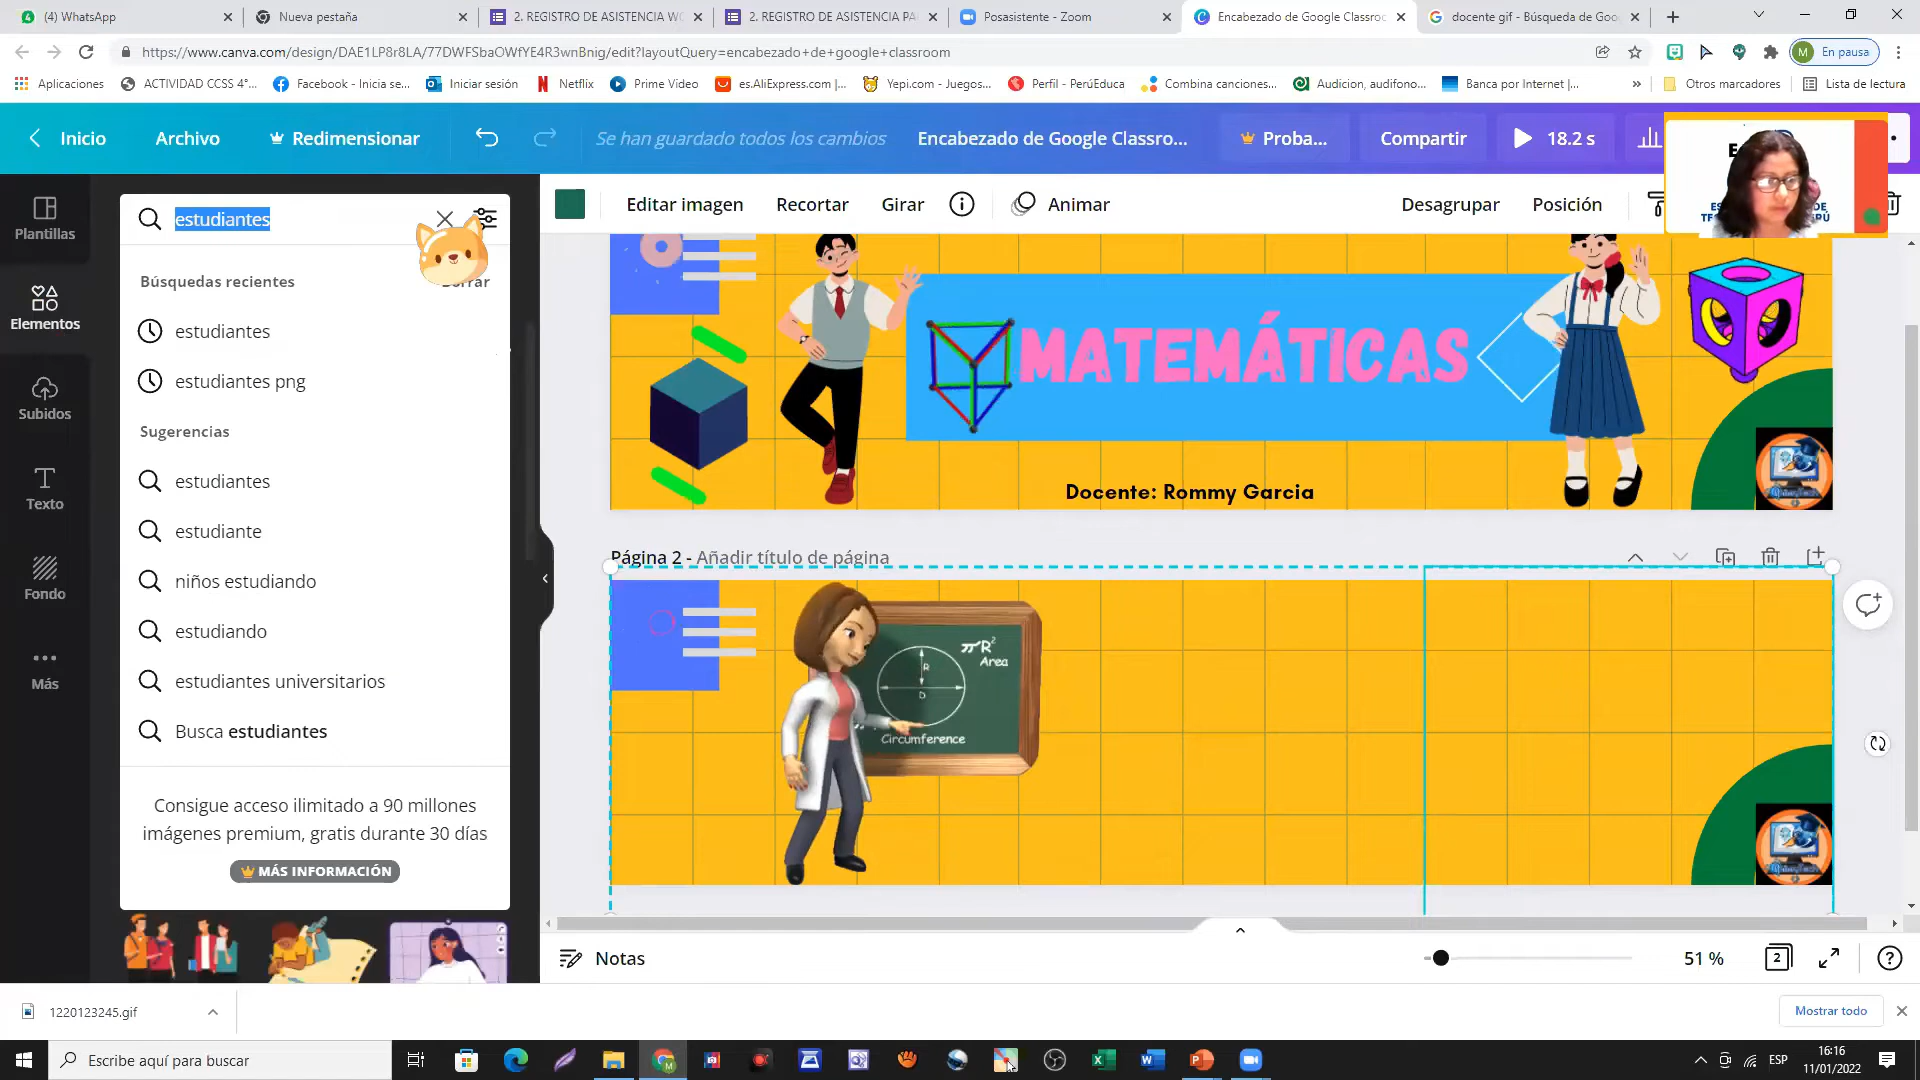 (4) WhatsApp
Nueva pestaña
2. REGISTRO DE ASISTENCIA WO
2. REGISTRO DE ASISTENCIA PA
Posasistente - Zoom
Encabezado de Google Classroo
docente gif - Búsqueda de Goo
https://www.canva.com/design/DAE1LP8r8LA/77DWFSbaOWfYE4R3wnBnig/edit?layoutQuery=encabezado+de+google+classroom
M En pausa
Aplicaciones
ACTIVIDAD CCSS 4°...
Facebook - Inicia se...
Iniciar sesión
Netflix
Prime Video
es.AliExpress.com |...
Yepi.com - Juegos...
Perfil - PerúEduca
Combina canciones...
Audicion, audifono...
Banca por Internet |...
»
Otros marcadores
Lista de lectura
Inicio
Archivo
Redimensionar
Se han guardado todos los cambios
Encabezado de Google Classro...
Proba...
Compartir
18.2 s
Plantillas
Elementos
Subidos
Texto
Fondo
Más
estudiantes
Búsquedas recientes
estudiantes
estudiantes png
Sugerencias
estudiantes
estudiante
niños estudiando
estudiando
estudiantes universitarios
Busca estudiantes
Consigue acceso ilimitado a 90 millones
imágenes premium, gratis durante 30 días
MÁS INFORMACIÓN
Editar imagen
Recortar
Girar
Animar
Desagrupar
Posición
MATEMÁTICAS
Docente: Rommy Garcia
Página 2 - Añadir título de página
πR²
Area
R
D
Circumference
Notas
51 %
2
1220123245.gif
Mostrar todo
Escribe aquí para buscar
ESP
16:16
11/01/2022